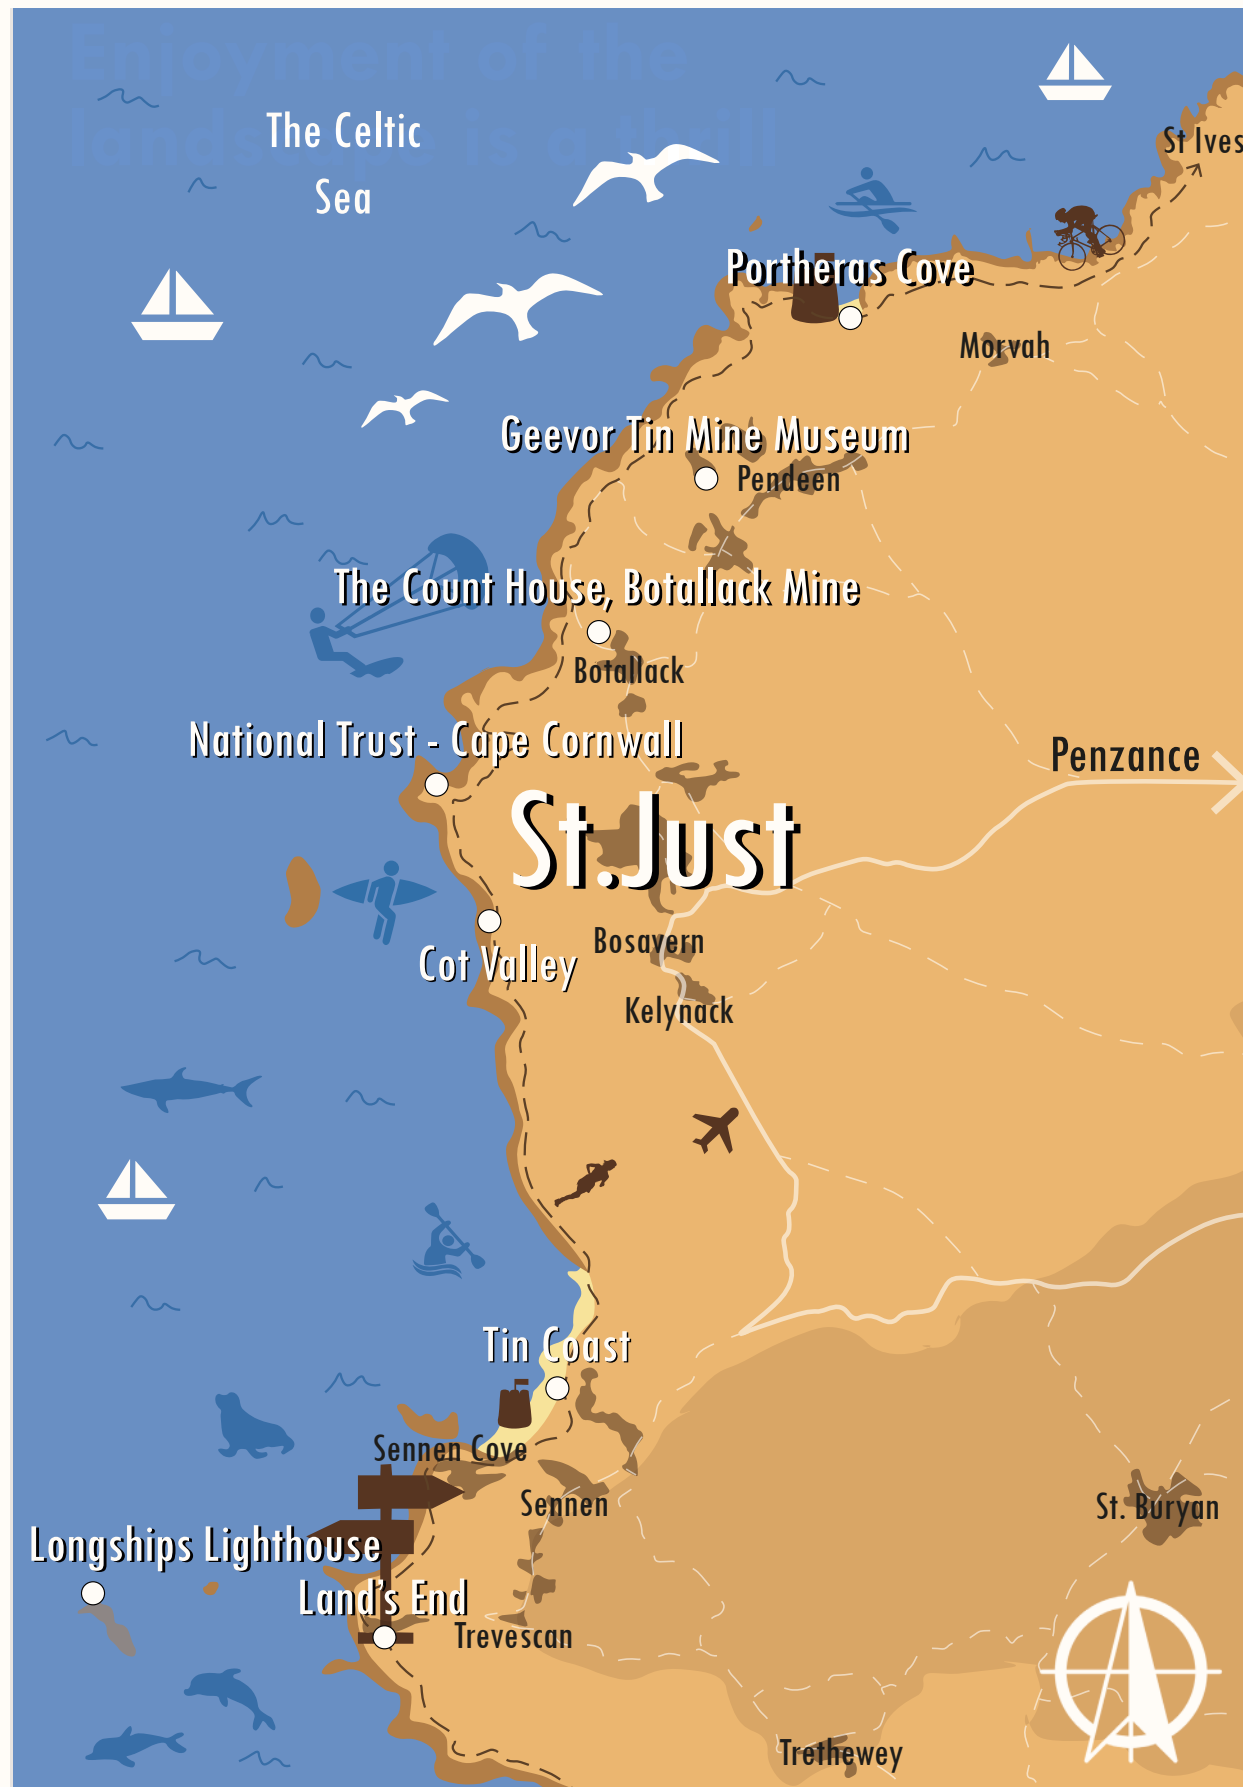 Enjoyment of the
landscape is a thrill
The Celtic
Sea
St Ives
Portheras Cove
Morvah
Geevor Tin Mine Museum
Pendeen
The Count House, Botallack Mine
Botallack
National Trust - Cape Cornwall
Penzance
St.Just
Bosavern
Cot Valley
Kelynack
Tin Coast
Sennen Cove
Sennen
St. Buryan
Longships Lighthouse
Land's End
Trevescan
Trethewey